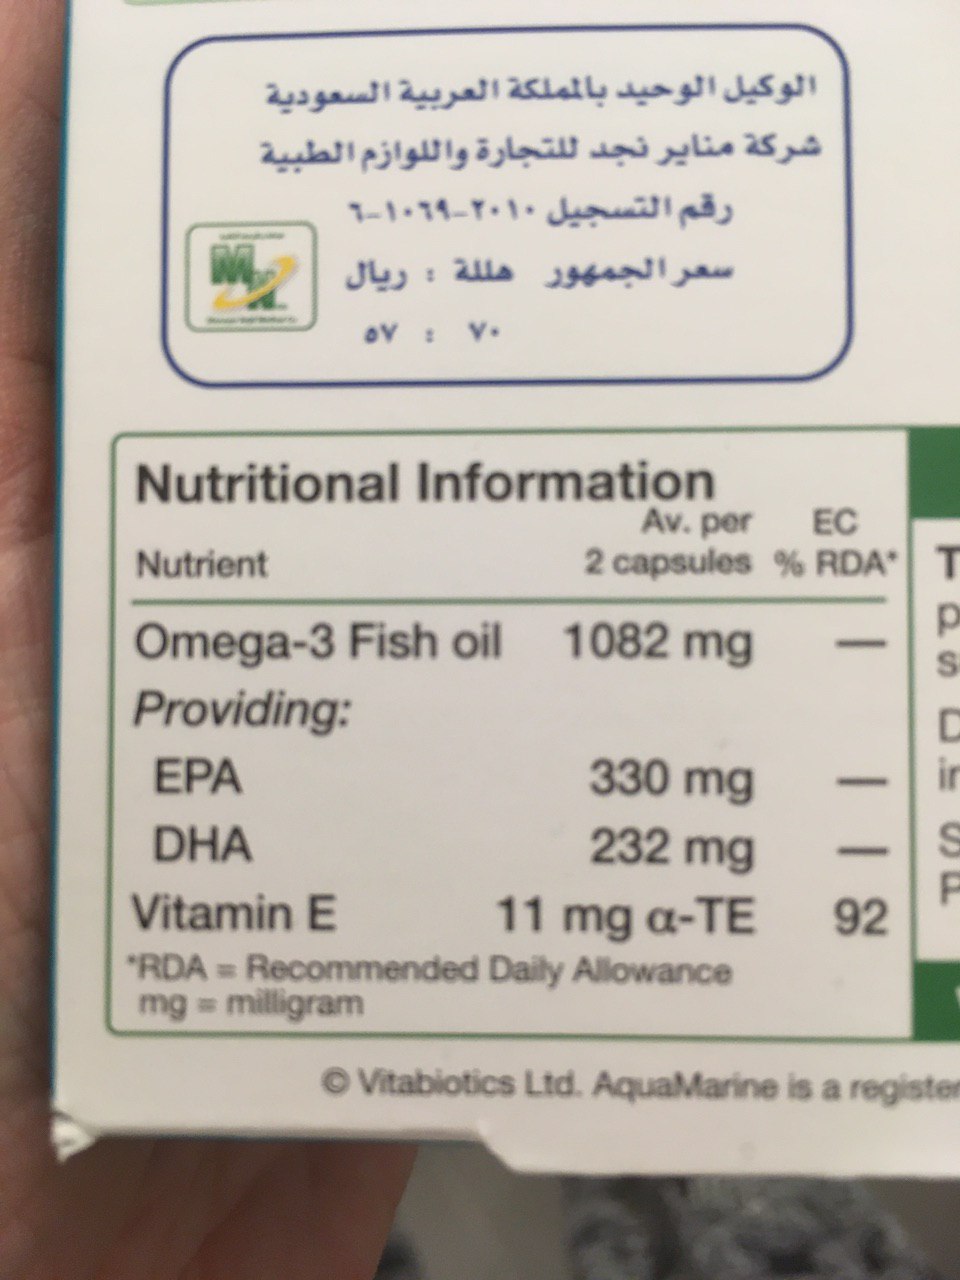 الوكيل الوحيد بالمملكة العربية السعودية
شركة مناير نجد للتجارة واللوازم الطبية
رقم التسجيل ٢٠١٠-١٠٦٩-٦
سعر الجمهور هللة : ريال
٧٠ : ٥٧
MN
Nutritional Information
Nutrient Av. per 2 capsules EC % RDA*
Omega-3 Fish oil 1082 mg —
Providing:
EPA 330 mg —
DHA 232 mg —
Vitamin E 11 mg α-TE 92
*RDA = Recommended Daily Allowance
mg = milligram
© Vitabiotics Ltd. AquaMarine is a register